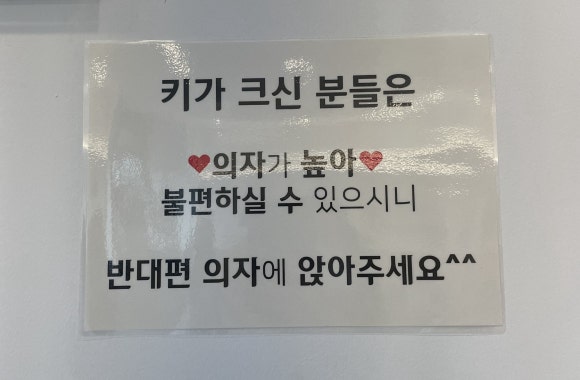 키가 크신 분들은
♥의자가 높아♥
불편하실 수 있으시니
반대편 의자에 앉아주세요^^